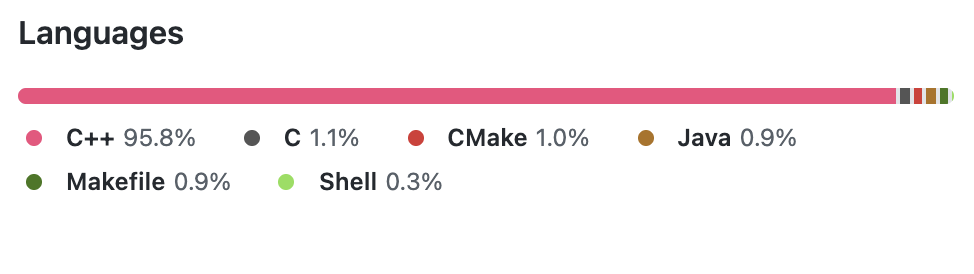 Languages
C++ 95.8% C 1.1% CMake 1.0% Java 0.9%
Makefile 0.9% Shell 0.3%